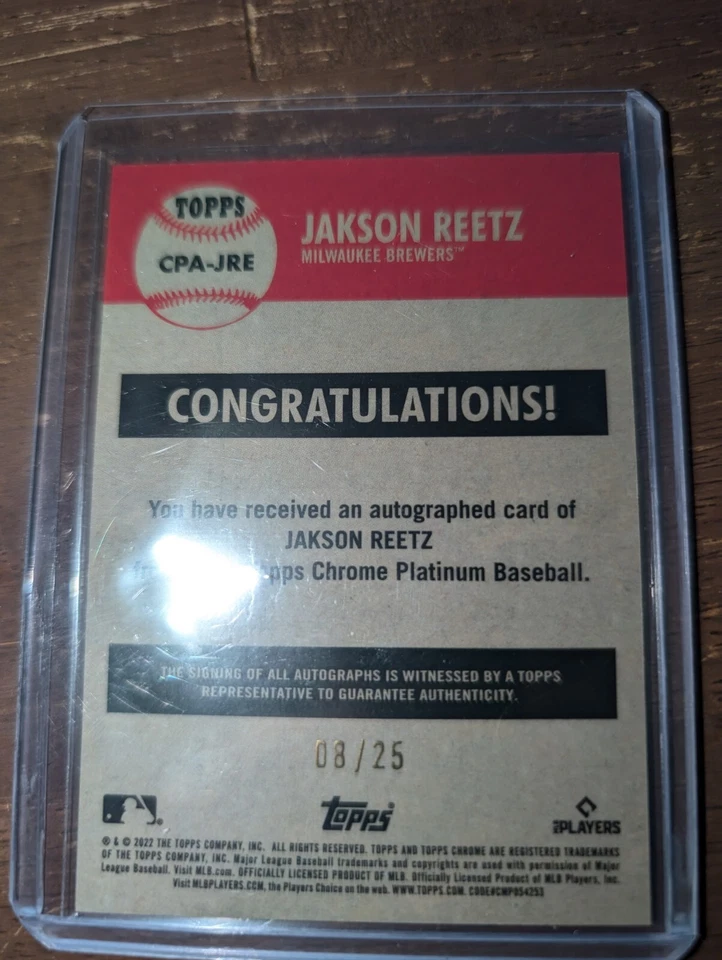 TOPPS
CPA-JRE
JAKSON REETZ
MILWAUKEE BREWERS™
CONGRATULATIONS!
You have received an autographed card of
JAKSON REETZ
Chrome Platinum Baseball.
THE SIGNING OF ALL AUTOGRAPHS IS WITNESSED BY A TOPPS
REPRESENTATIVE TO GUARANTEE AUTHENTICITY.
08/25
topps
MLB PLAYERS
® & © 2022 THE TOPPS COMPANY, INC. ALL RIGHTS RESERVED. TOPPS AND TOPPS CHROME ARE REGISTERED TRADEMARKS
OF THE TOPPS COMPANY, INC. Major League Baseball trademarks and copyrights are used with permission of Major
League Baseball. Visit MLB.com. OFFICIALLY LICENSED PRODUCT OF MLB. Officially Licensed Product of MLB Players, Inc.
Visit MLBPLAYERS.COM, the Players Choice on the web. WWW.TOPPS.COM. CODE#CMP054253